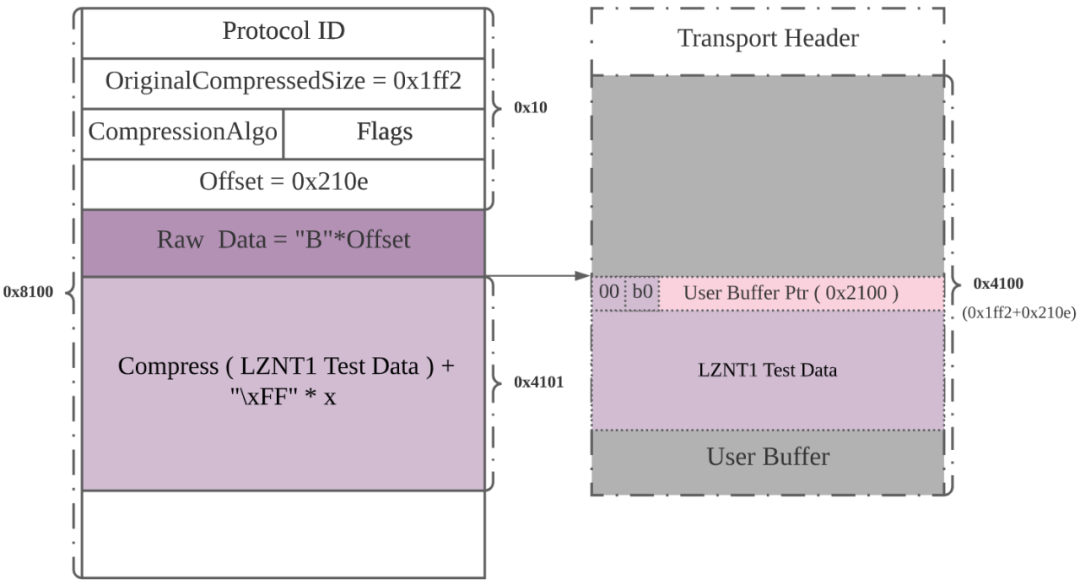 Protocol ID
OriginalCompressedSize = 0x1ff2
CompressionAlgo
Flags
0x10
Offset = 0x210e
Raw Data = "B"*Offset
0x8100
Compress ( LZNT1 Test Data ) +
"\xFF" * x
0x4101
Transport Header
00
b0
User Buffer Ptr ( 0x2100 )
0x4100
(0x1ff2+0x210e)
LZNT1 Test Data
User Buffer